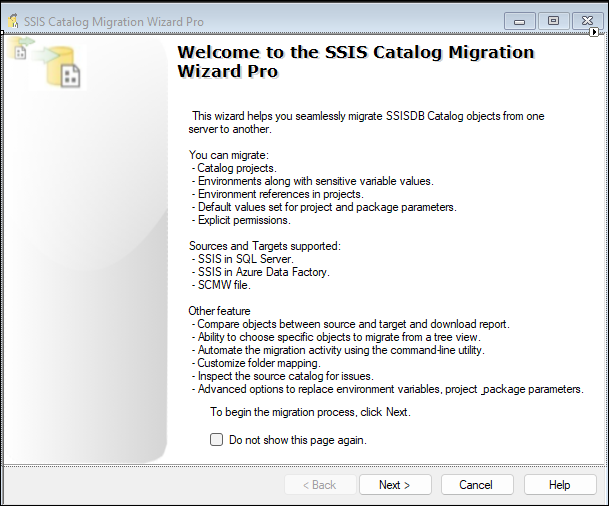 SSIS Catalog Migration Wizard Pro
Welcome to the SSIS Catalog Migration
Wizard Pro
This wizard helps you seamlessly migrate SSISDB Catalog objects from one
server to another.
You can migrate:
- Catalog projects.
- Environments along with sensitive variable values.
- Environment references in projects.
- Default values set for project and package parameters.
- Explicit permissions.
Sources and Targets supported:
- SSIS in SQL Server.
- SSIS in Azure Data Factory.
- SCMW file.
Other feature
- Compare objects between source and target and download report.
- Ability to choose specific objects to migrate from a tree view.
- Automate the migration activity using the command-line utility.
- Customize folder mapping.
- Inspect the source catalog for issues.
- Advanced options to replace environment variables, project ,package parameters.
To begin the migration process, click Next.
Do not show this page again.
< Back
Next >
Cancel
Help